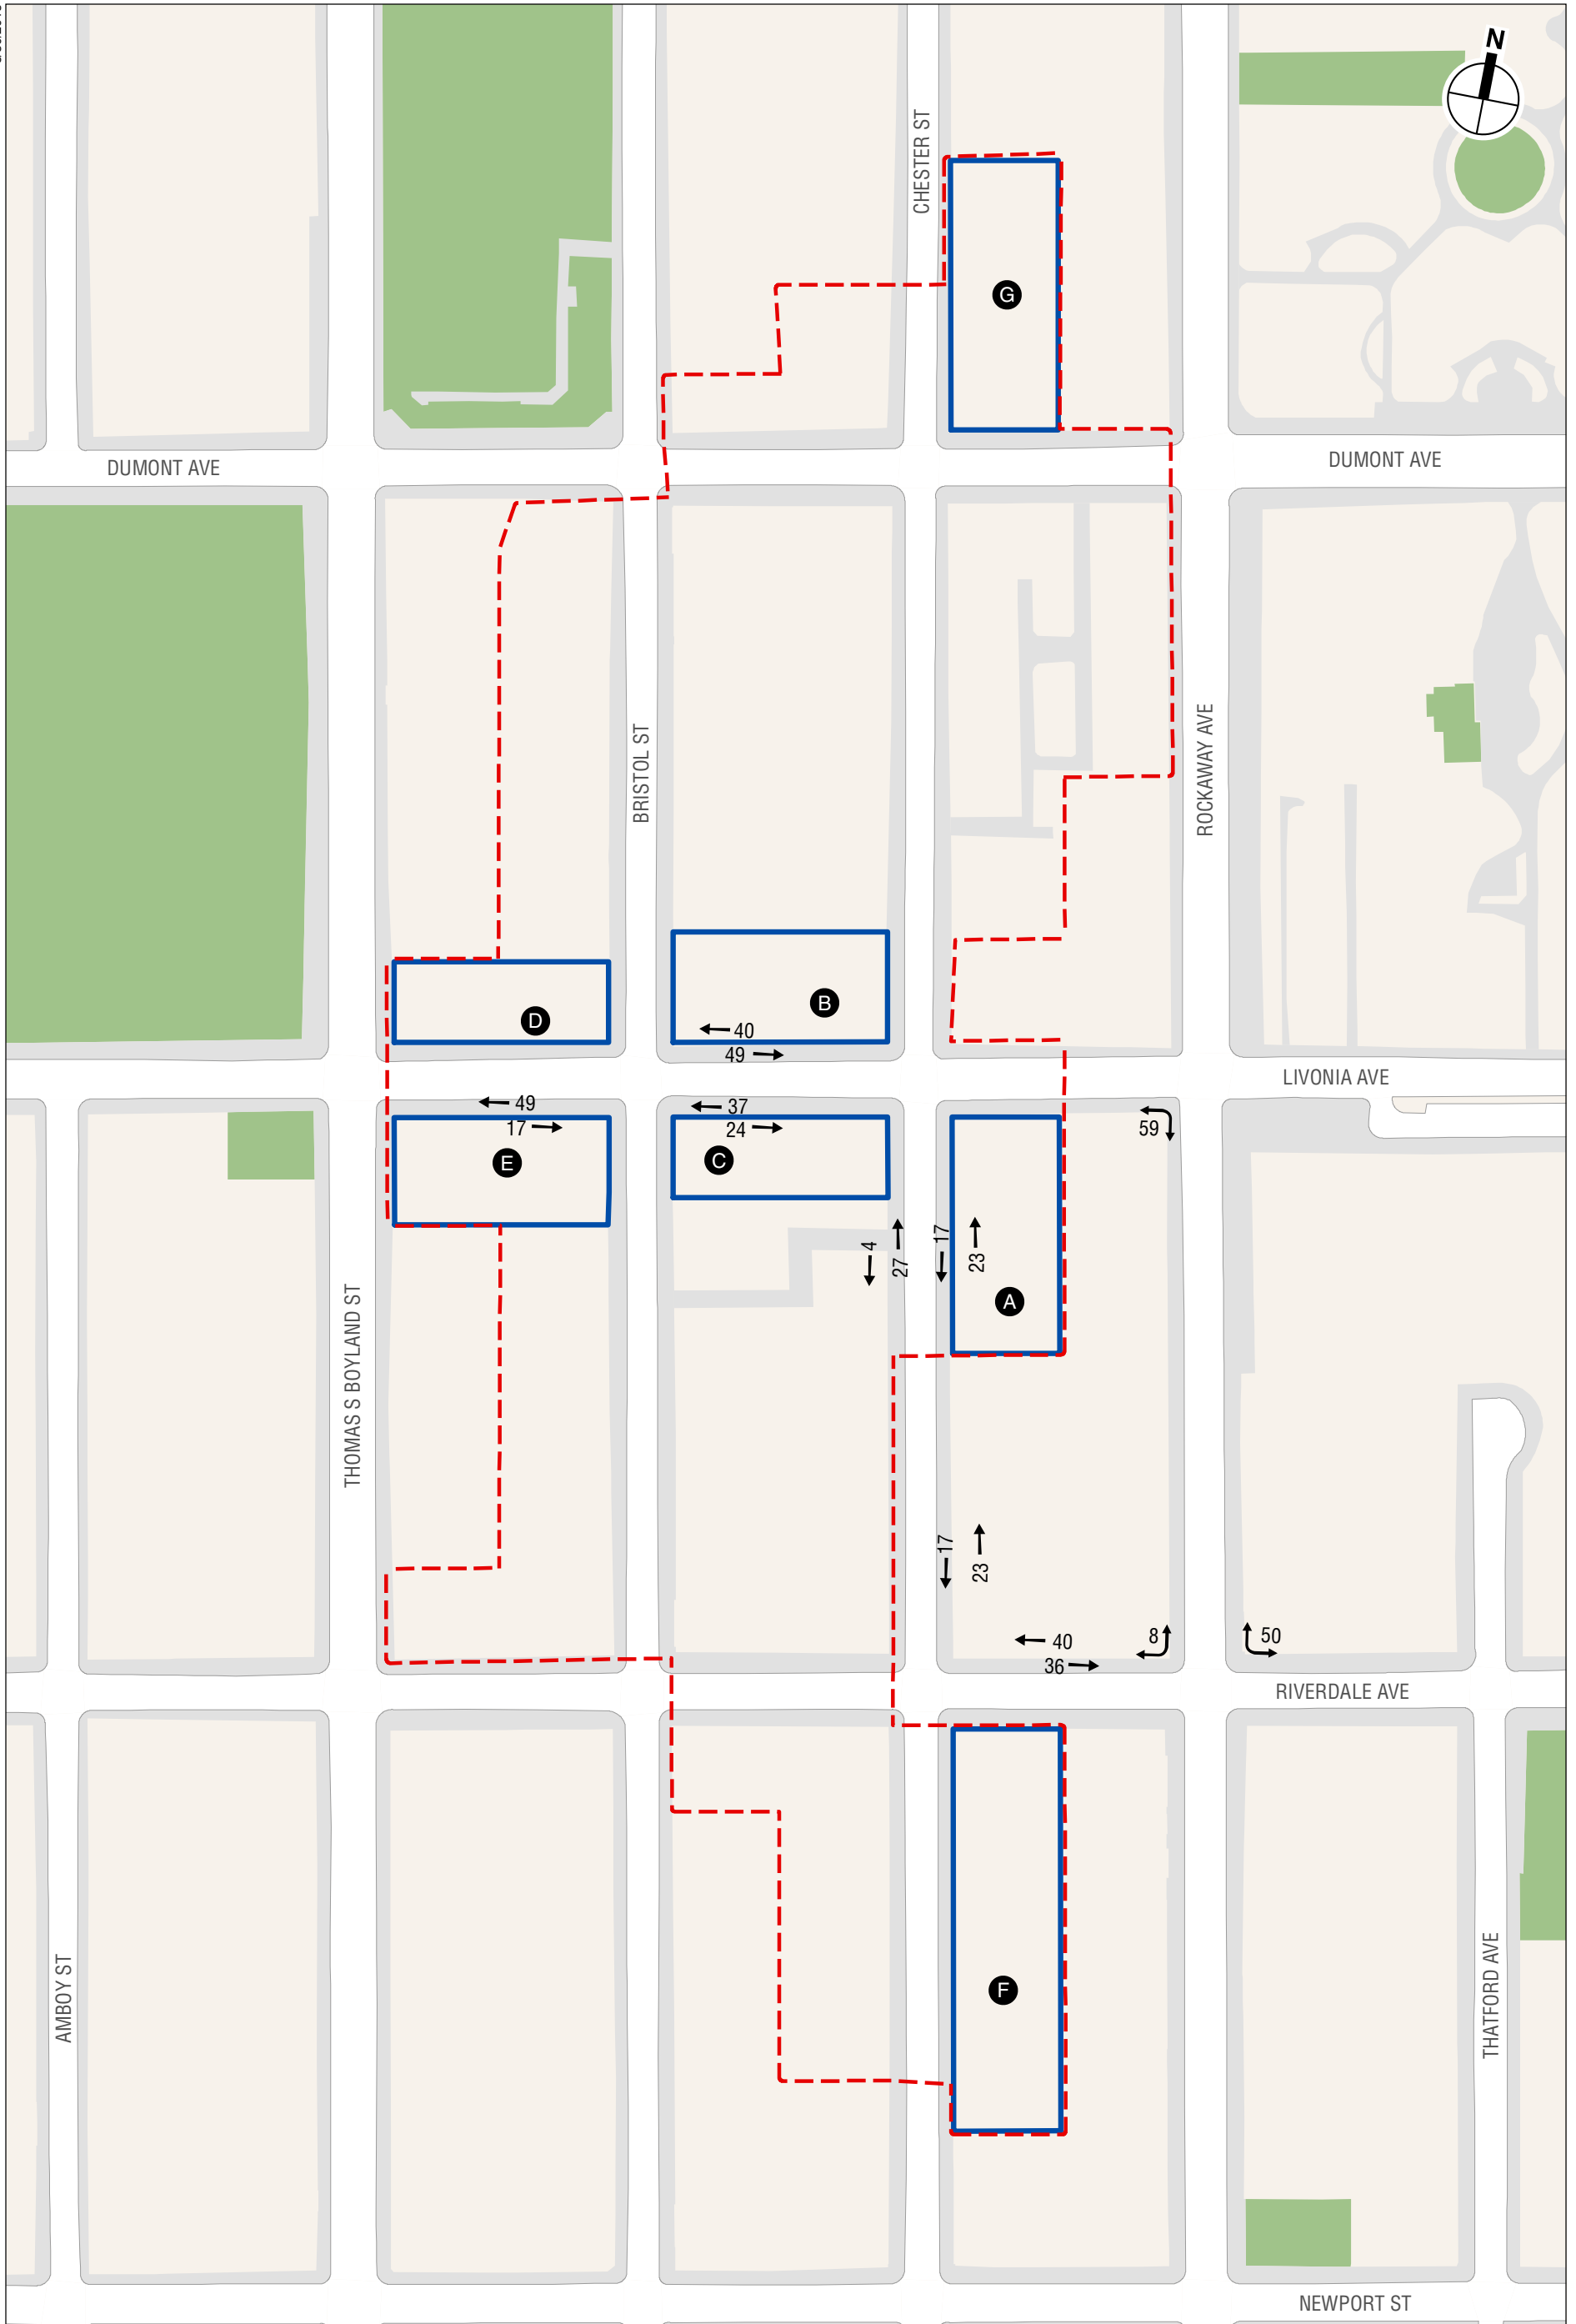 N
CHESTER ST
G
DUMONT AVE
DUMONT AVE
BRISTOL ST
ROCKAWAY AVE
D
B
40
49
LIVONIA AVE
49
17
E
37
24
C
59
4
27
17
23
A
THOMAS S BOYLAND ST
17
23
40
36
8
50
RIVERDALE AVE
AMBOY ST
F
THATFORD AVE
NEWPORT ST